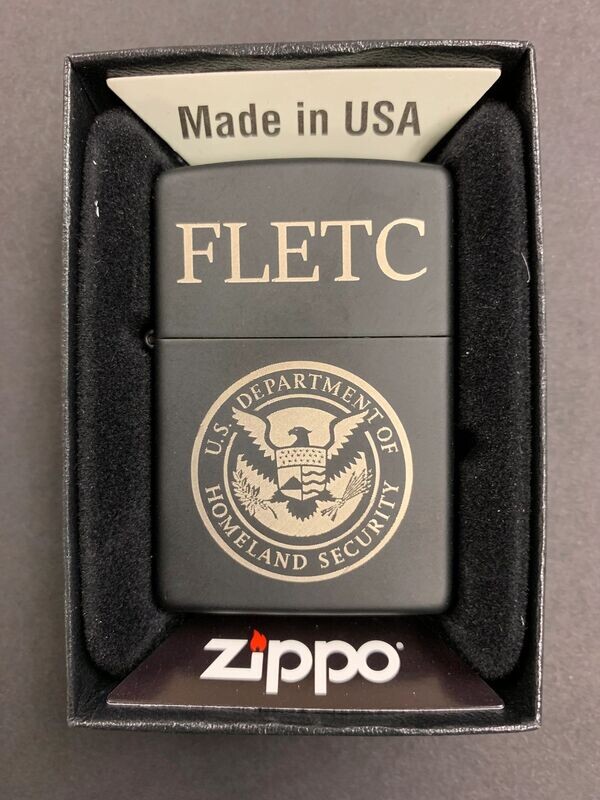 Made in USA
FLETC
U.S. DEPARTMENT OF
HOMELAND SECURITY
zippo